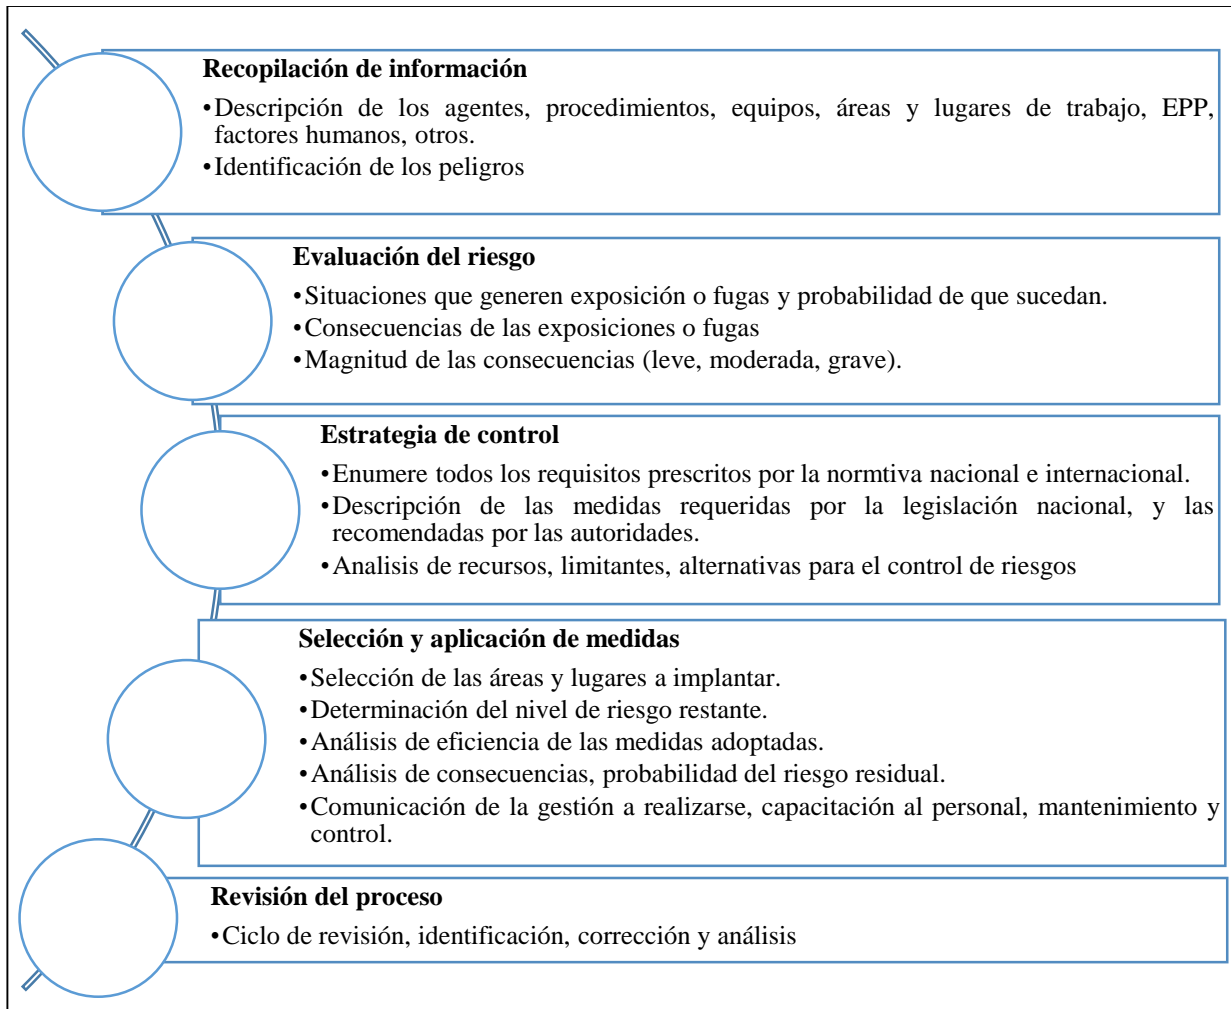 Recopilación de información
•Descripción de los agentes, procedimientos, equipos, áreas y lugares de trabajo, EPP,
factores humanos, otros.
•Identificación de los peligros
Evaluación del riesgo
•Situaciones que generen exposición o fugas y probabilidad de que sucedan.
•Consecuencias de las exposiciones o fugas
•Magnitud de las consecuencias (leve, moderada, grave).
Estrategia de control
•Enumere todos los requisitos prescritos por la normtiva nacional e internacional.
•Descripción de las medidas requeridas por la legislación nacional, y las
recomendadas por las autoridades.
•Analisis de recursos, limitantes, alternativas para el control de riesgos
Selección y aplicación de medidas
•Selección de las áreas y lugares a implantar.
•Determinación del nivel de riesgo restante.
•Análisis de eficiencia de las medidas adoptadas.
•Análisis de consecuencias, probabilidad del riesgo residual.
•Comunicación de la gestión a realizarse, capacitación al personal, mantenimiento y
control.
Revisión del proceso
•Ciclo de revisión, identificación, corrección y análisis